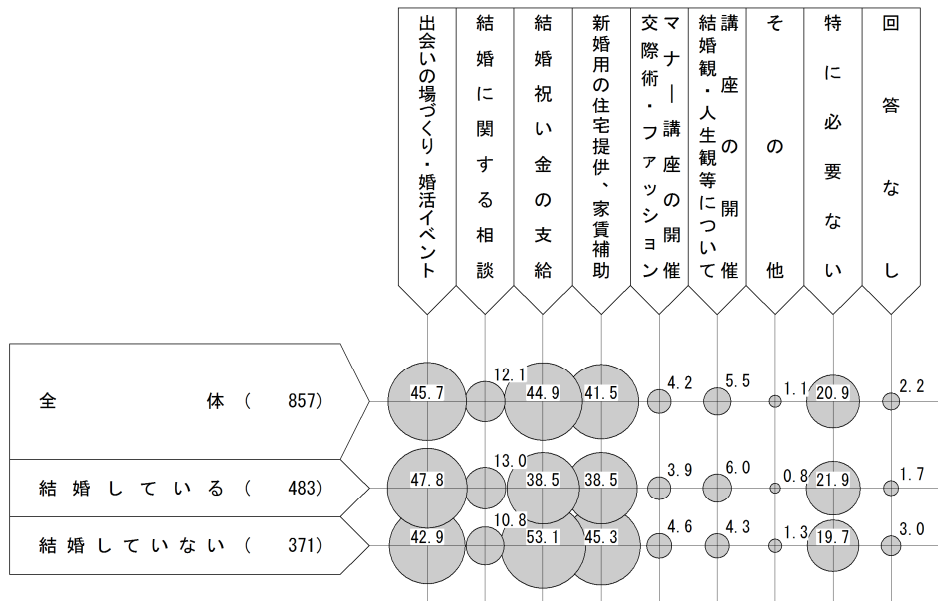 出会いの場づくり・婚活イベント
結婚に関する相談
結婚祝い金の支給
新婚用の住宅提供、家賃補助
交際術・ファッション
マナー講座の開催
結婚観・人生観等について
講座の開催
その他
特に必要ない
回答なし
全体( 857) 45.7 12.1 44.9 41.5 4.2 5.5 1.1 20.9 2.2
結婚している( 483) 47.8 13.0 38.5 38.5 3.9 6.0 0.8 21.9 1.7
結婚していない( 371) 42.9 10.8 53.1 45.3 4.6 4.3 1.3 19.7 3.0